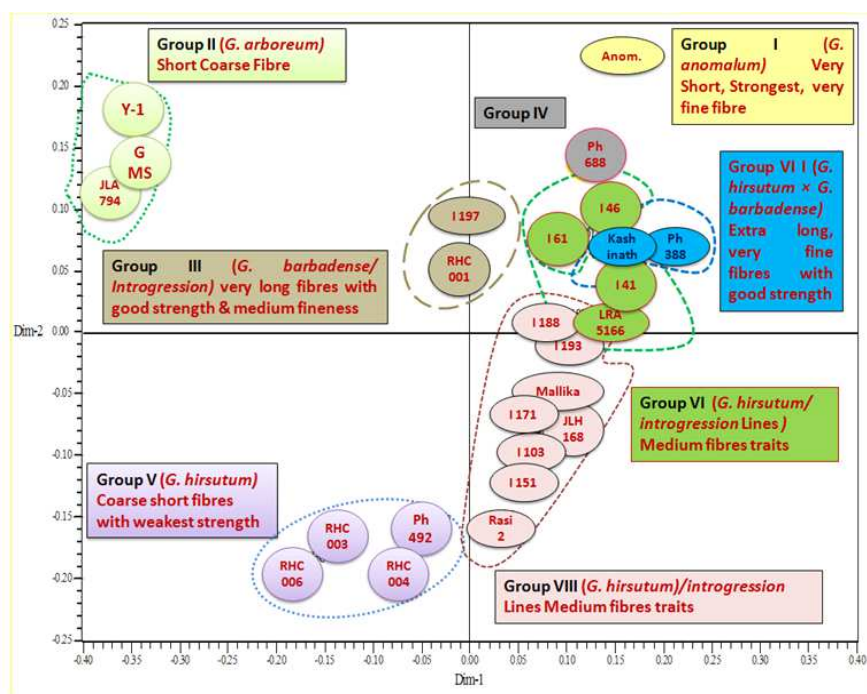 Group II (G. arboreum)
Short Coarse Fibre
Group I (G.
anomalum) Very
Short, Strongest, very
fine fibre
Anom.
Y-1
G
MS
JLA
794
Group IV
Ph
688
Group VI I (G.
hirsutum × G.
barbadense)
Extra long,
very fine
fibres with
good strength
I 197
RHC
001
I 46
I 61
Kash
inath
Ph
388
I 41
Group III (G. barbadense/
Introgression) very long fibres with
good strength & medium fineness
LRA
5166
I 188
I 193
Mallika
I 171
JLH
168
I 103
I 151
Rasi
2
Group VI (G. hirsutum/
introgression Lines )
Medium fibres traits
Group V (G. hirsutum)
Coarse short fibres
with weakest strength
Ph
492
RHC
003
RHC
006
RHC
004
Group VIII (G. hirsutum)/introgression
Lines Medium fibres traits
0.25
0.20
0.15
0.10
0.05
0.00
Dim-2
-0.05
-0.10
-0.15
-0.20
-0.25
-0.40 -0.35 -0.30 -0.25 -0.20 -0.15 -0.10 -0.05 0.00 0.05 0.10 0.15 0.20 0.25 0.30 0.35 0.40
Dim-1